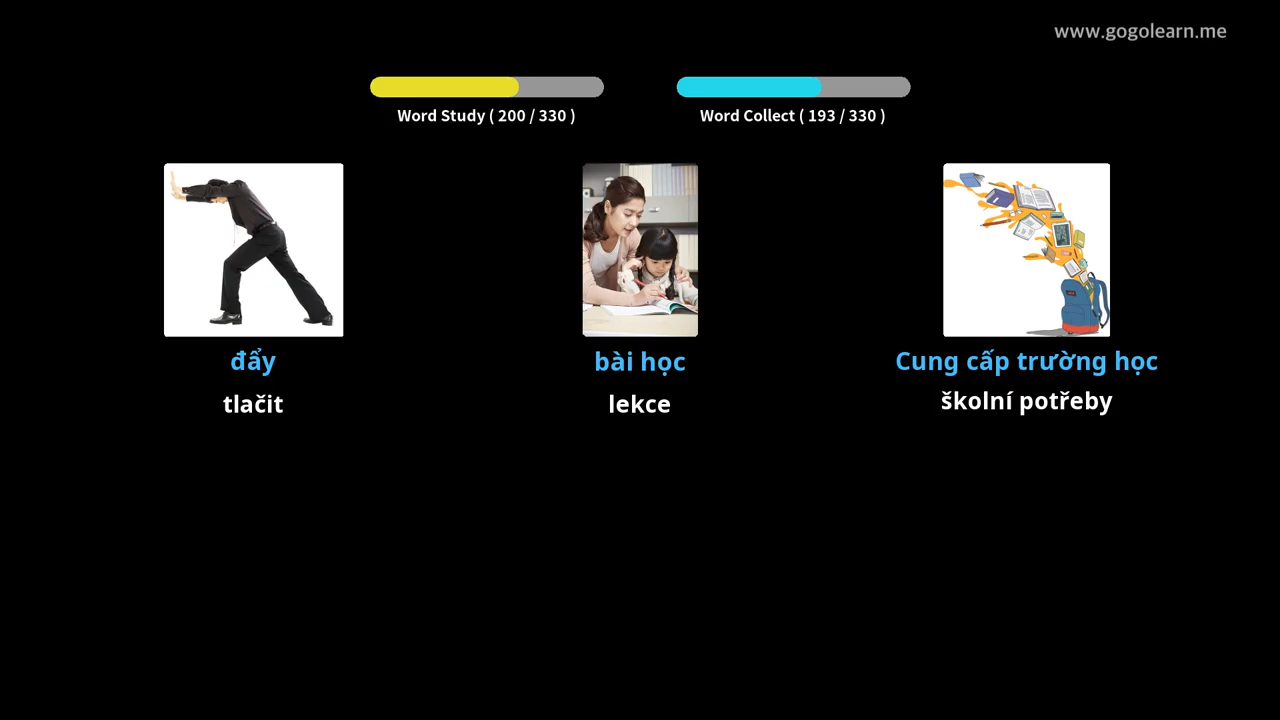 www.gogolearn.me
Word Study ( 200 / 330 )
Word Collect ( 193 / 330 )
đẩy
bài học
Cung cấp trường học
tlačit
lekce
školní potřeby